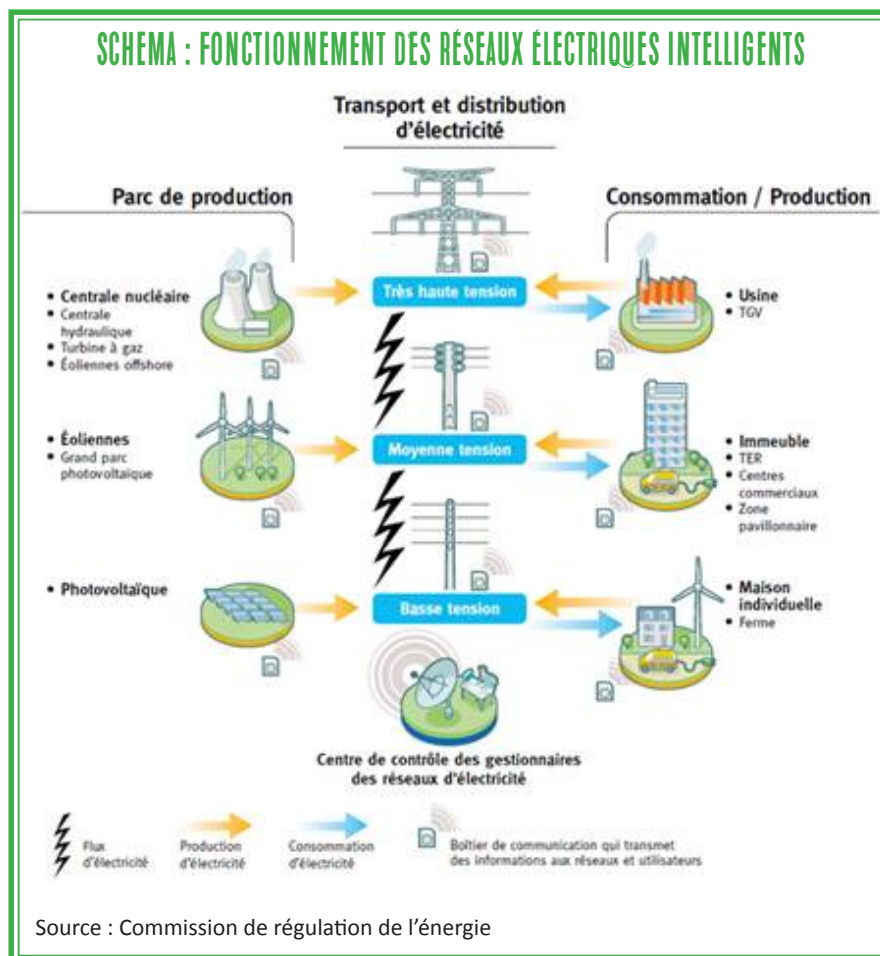 SCHEMA : FONCTIONNEMENT DES RÉSEAUX ÉLECTRIQUES INTELLIGENTS
Transport et distribution
d'électricité
Parc de production
Consommation / Production
• Centrale nucléaire
• Centrale
hydraulique
• Turbine à gaz
• Éoliennes offshore
Très haute tension
• Usine
• TGV
• Éoliennes
• Grand parc
photovoltaïque
Moyenne tension
• Immeuble
• TER
• Centres
commerciaux
• Zone
pavillonnaire
• Photovoltaïque
Basse tension
• Maison
individuelle
• Ferme
Centre de contrôle des gestionnaires
des réseaux d'électricité
Flux
d'électricité
Production
d'électricité
Consommation
d'électricité
Boîtier de communication qui transmet
des informations aux réseaux et utilisateurs
Source : Commission de régulation de l'énergie